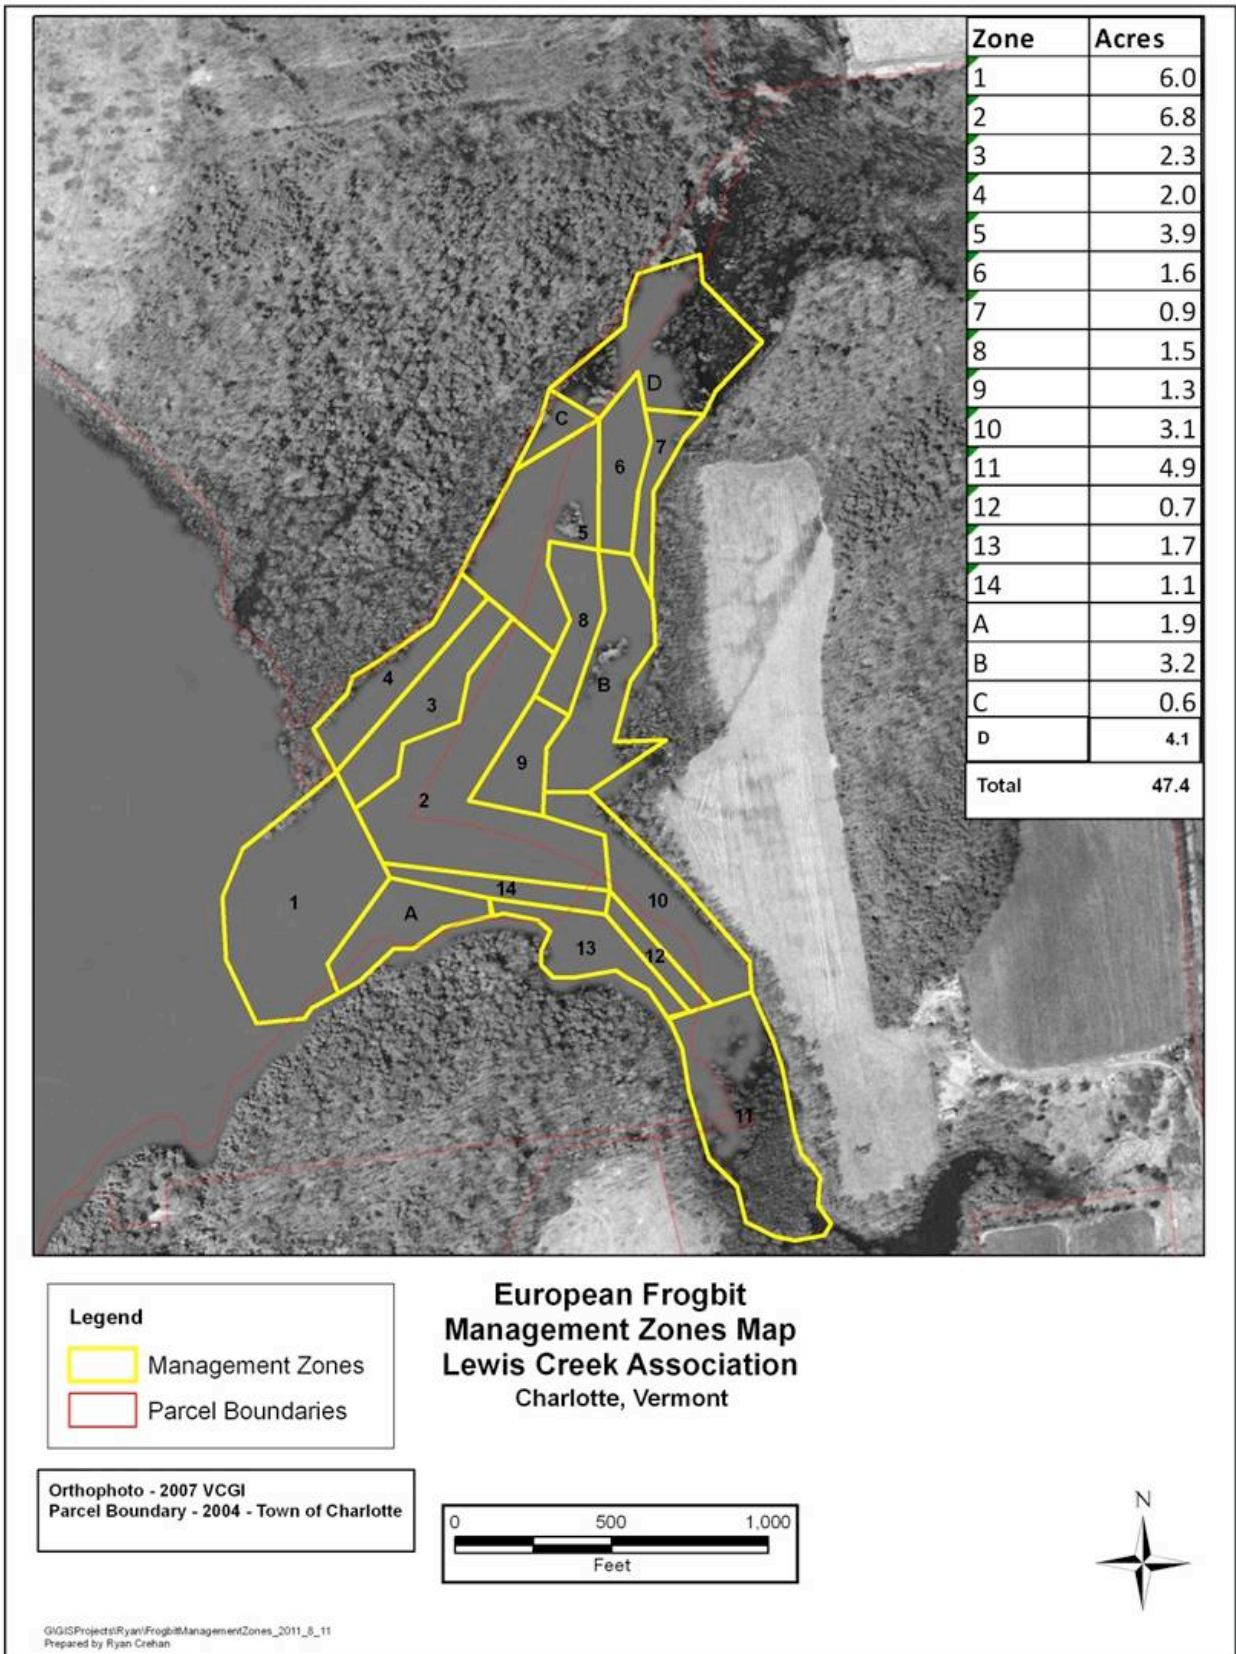 Zone Acres
1 6.0
2 6.8
3 2.3
4 2.0
5 3.9
6 1.6
7 0.9
8 1.5
9 1.3
10 3.1
11 4.9
12 0.7
13 1.7
14 1.1
A 1.9
B 3.2
C 0.6
D 4.1
Total 47.4
D
C
7
6
5
8
4
B
3
9
2
14
10
1
A
13
12
11
Legend
Management Zones
Parcel Boundaries
European Frogbit
Management Zones Map
Lewis Creek Association
Charlotte, Vermont
Orthophoto - 2007 VCGI
Parcel Boundary - 2004 - Town of Charlotte
0 500 1,000
Feet
N
G\GISProjects\Ryan\FrogbitManagementZones_2011_8_11
Prepared by Ryan Crehan